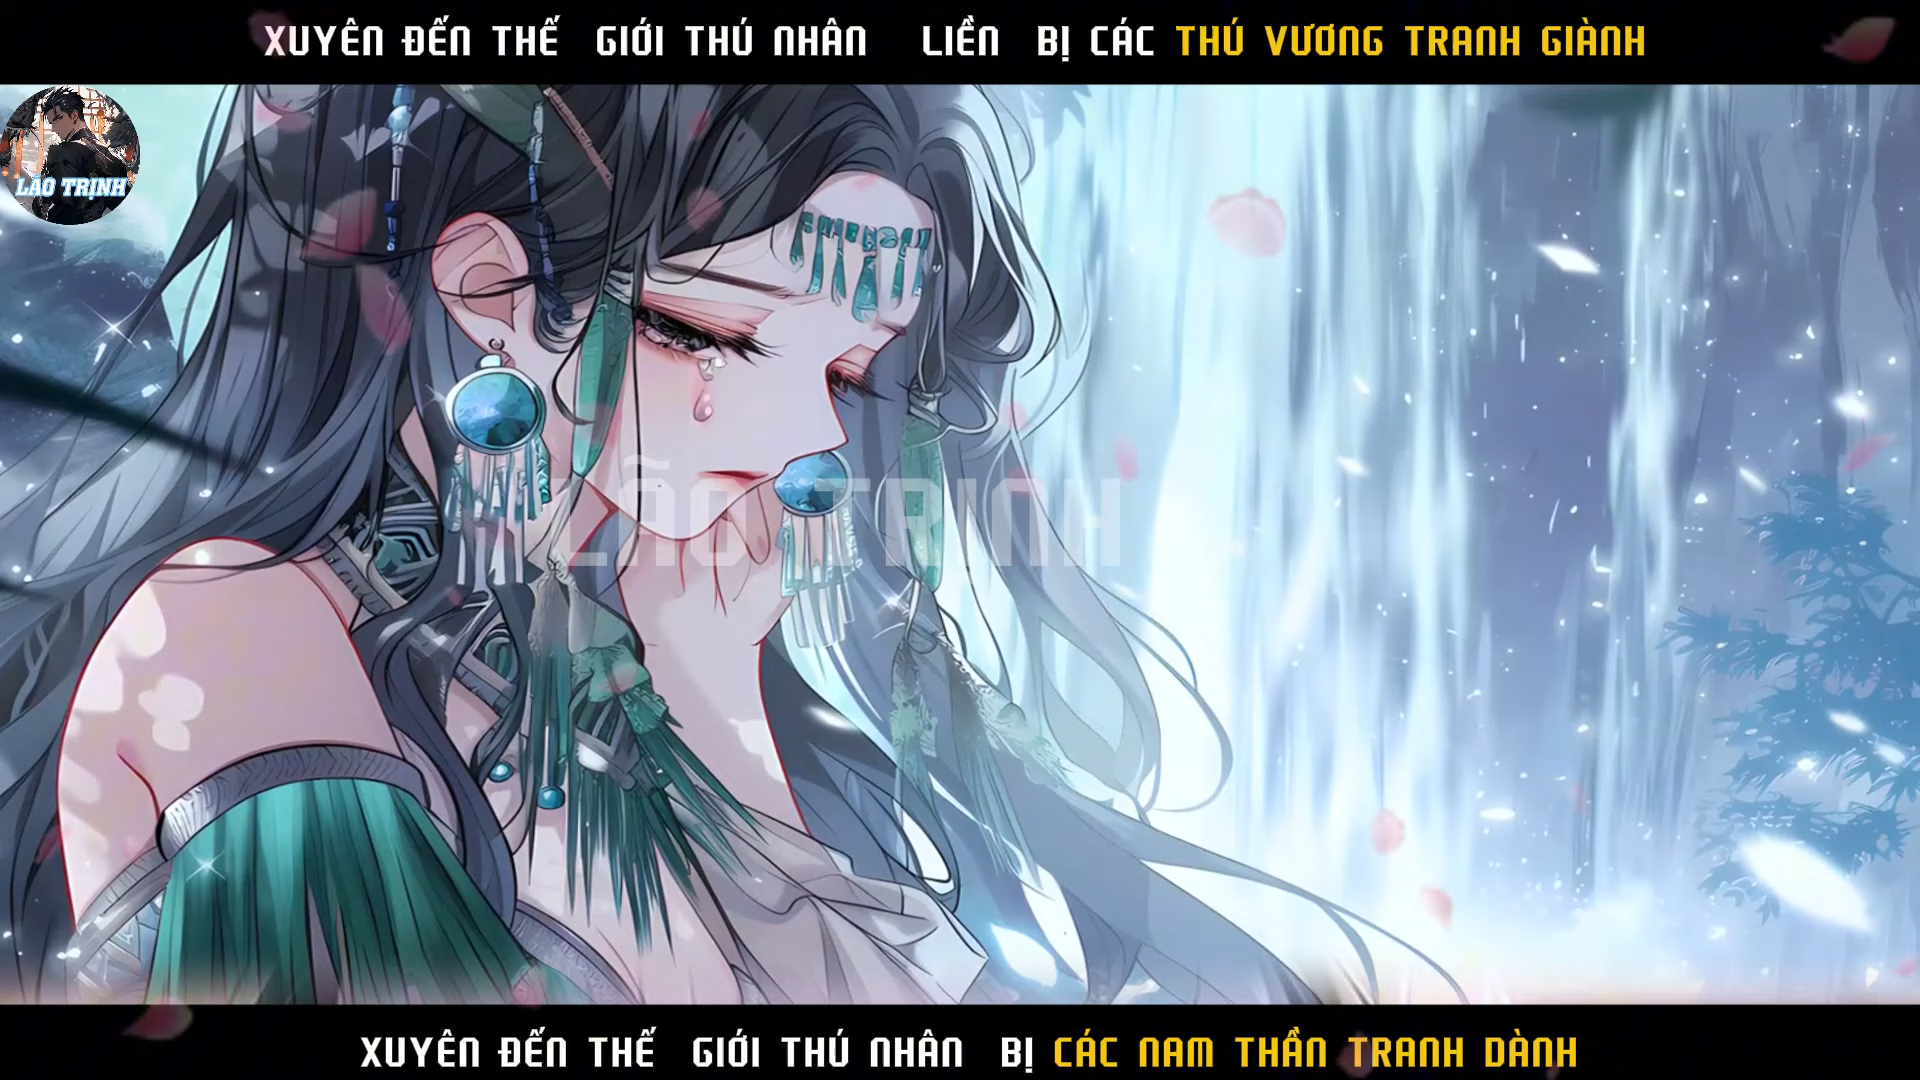 XUYÊN ĐẾN THẾ GIỚI THÚ NHÂN LIỀN BỊ CÁC THÚ VƯƠNG TRANH GIÀNH
LÃO TRỊNH
LÃO TRỊNH
XUYÊN ĐẾN THẾ GIỚI THÚ NHÂN BỊ CÁC NAM THẦN TRANH DÀNH